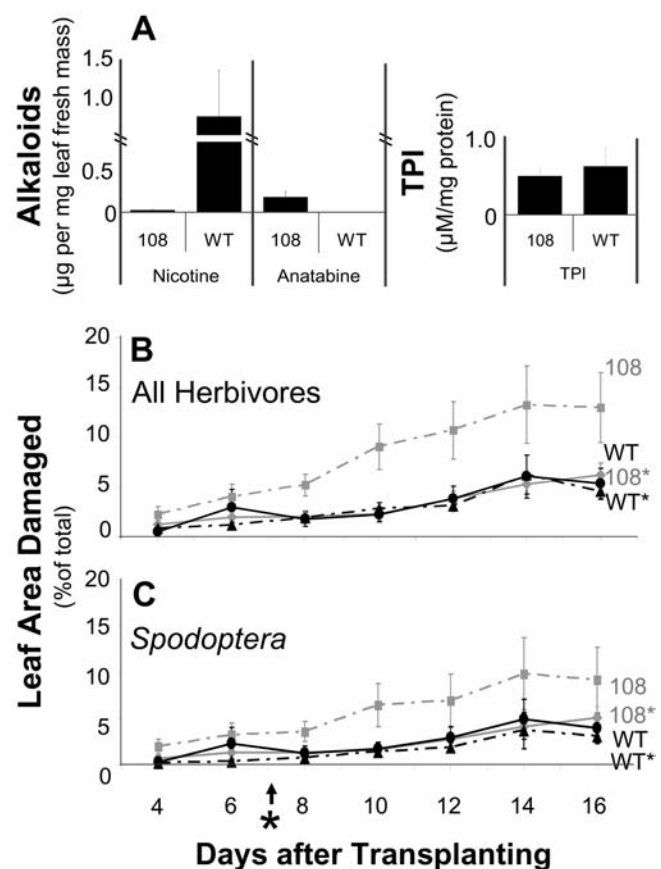 A
Alkaloids
(µg per mg leaf fresh mass)
1.5
1.0
0.5
0
108 WT 108 WT
Nicotine Anatabine
TPI
(µM/mg protein)
1.0
0
108 WT
TPI
Leaf Area Damaged
(%of total)
B
All Herbivores
20
15
10
5
0
108
WT
108*
WT*
C
Spodoptera
20
15
10
5
0
108
108*
WT
WT*
4 6 8 10 12 14 16
*
Days after Transplanting